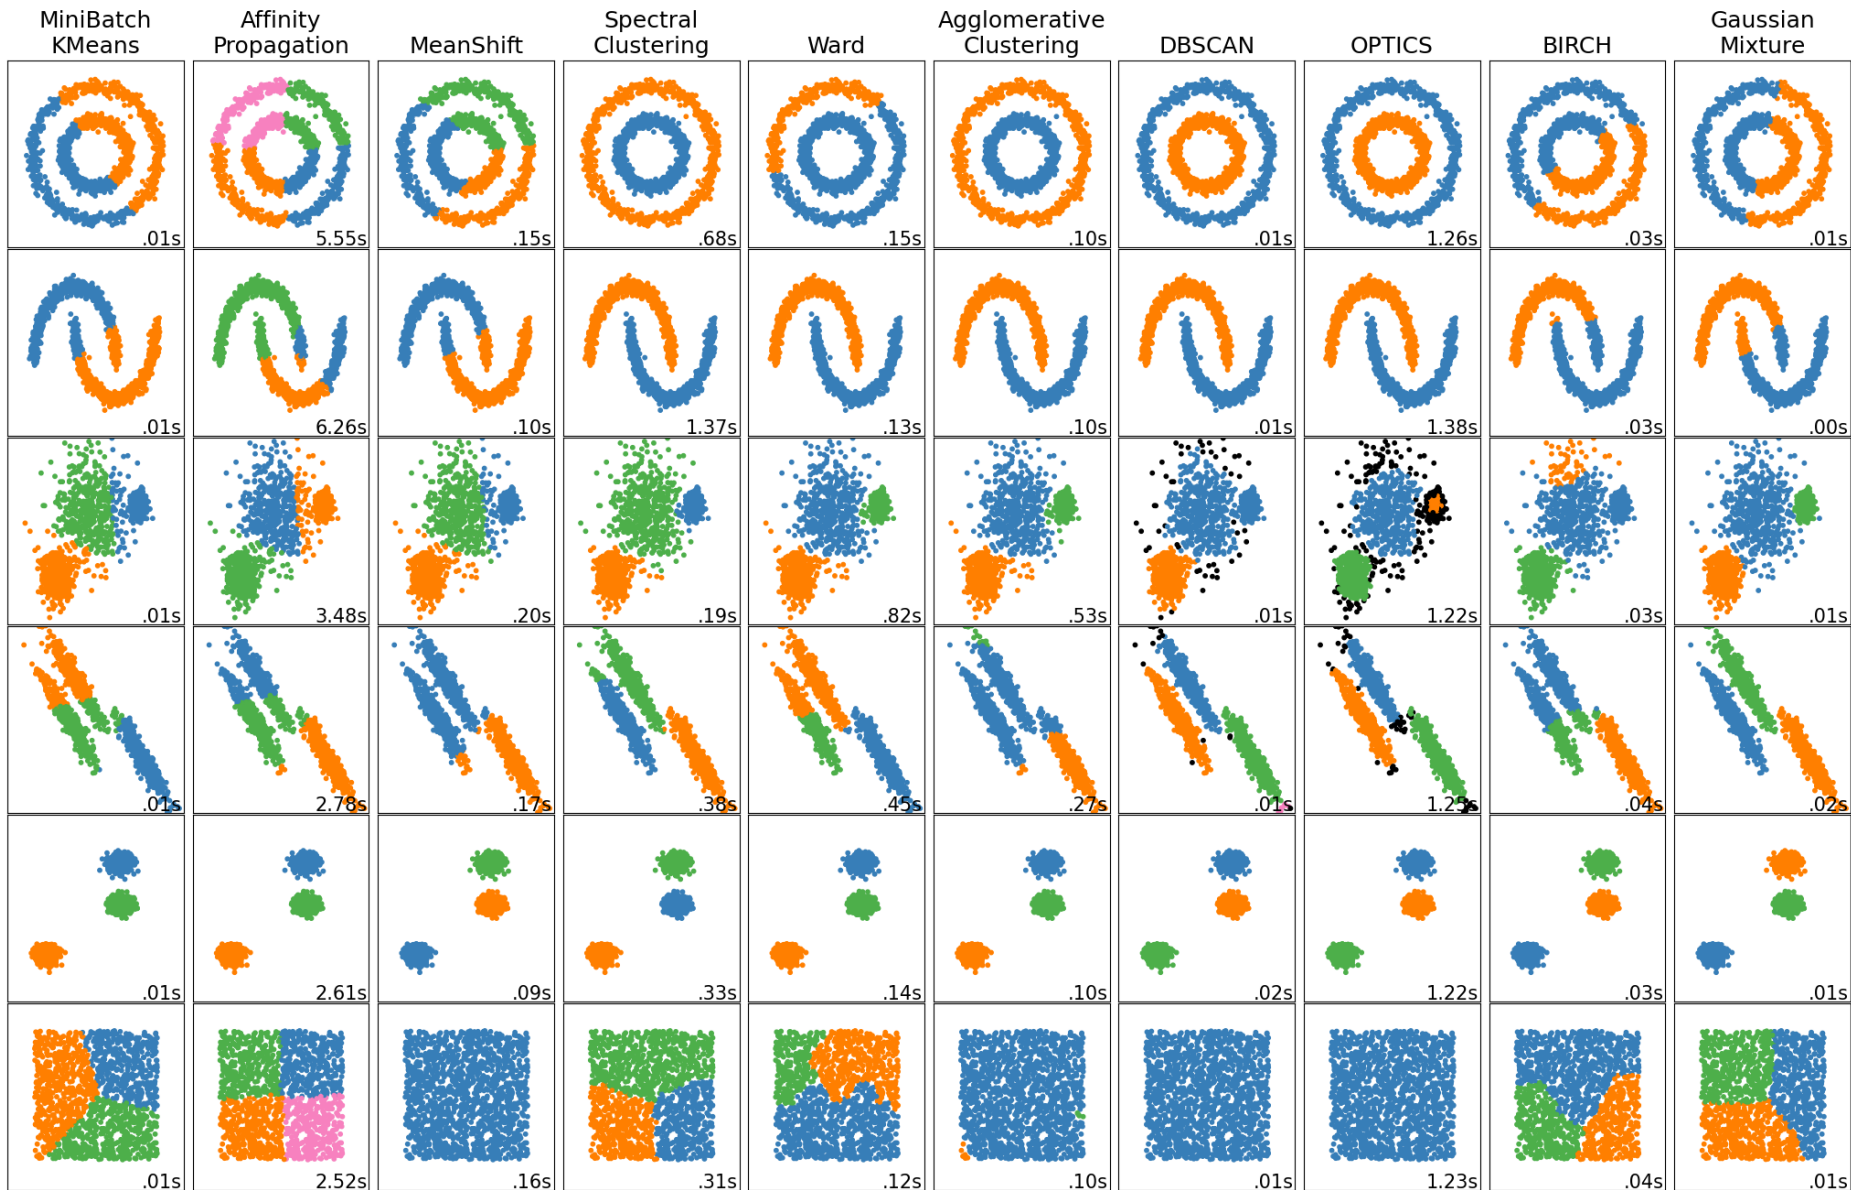 MiniBatch
KMeans
Affinity
Propagation
MeanShift
Spectral
Clustering
Ward
Agglomerative
Clustering
DBSCAN
OPTICS
BIRCH
Gaussian
Mixture
.01s
5.55s
.15s
.68s
.15s
.10s
.01s
1.26s
.03s
.01s
.01s
6.26s
.10s
1.37s
.13s
.10s
.01s
1.38s
.03s
.00s
.01s
3.48s
.20s
.19s
.82s
.53s
.01s
1.22s
.03s
.01s
.01s
2.78s
.17s
.38s
.45s
.27s
.01s
.04s
.02s
.01s
2.61s
.09s
.33s
.14s
.10s
.02s
1.22s
.03s
.01s
.01s
2.52s
.16s
.31s
.12s
.10s
.01s
1.23s
.04s
.01s